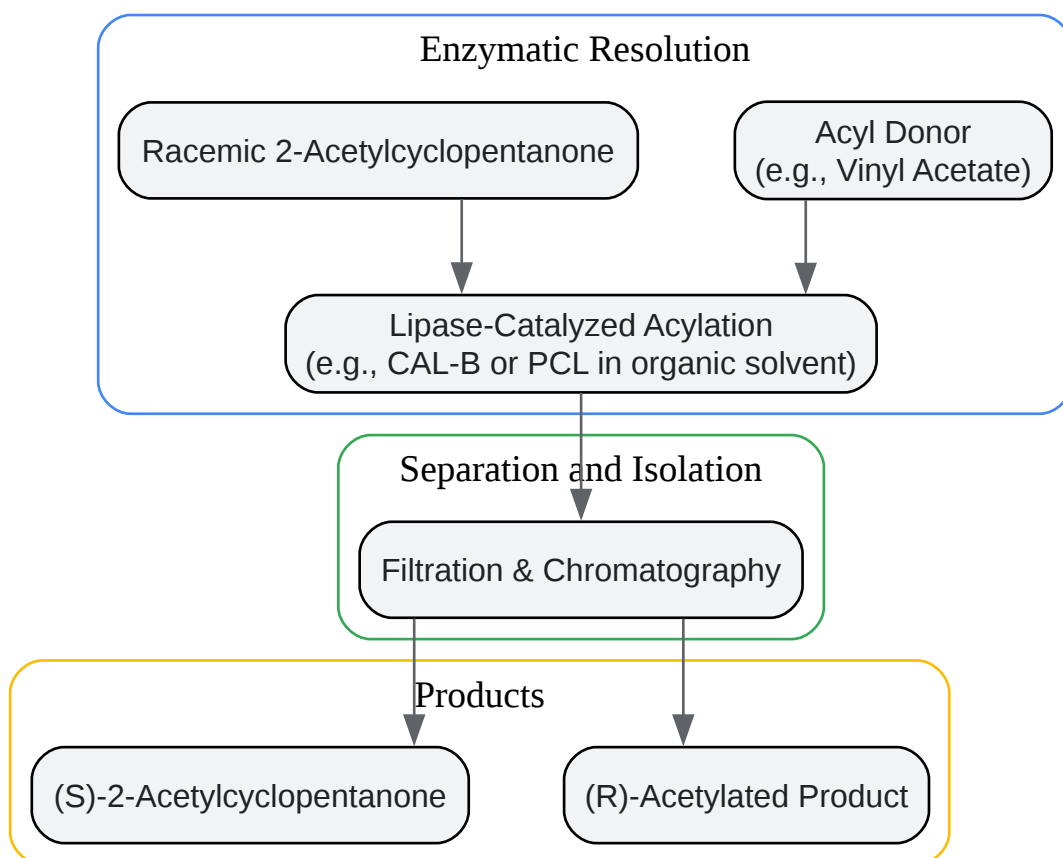 Enzymatic Resolution
Racemic 2-Acetylcyclopentanone
Acyl Donor
(e.g., Vinyl Acetate)
Lipase-Catalyzed Acylation
(e.g., CAL-B or PCL in organic solvent)
Separation and Isolation
Filtration & Chromatography
Products
(S)-2-Acetylcyclopentanone
(R)-Acetylated Product